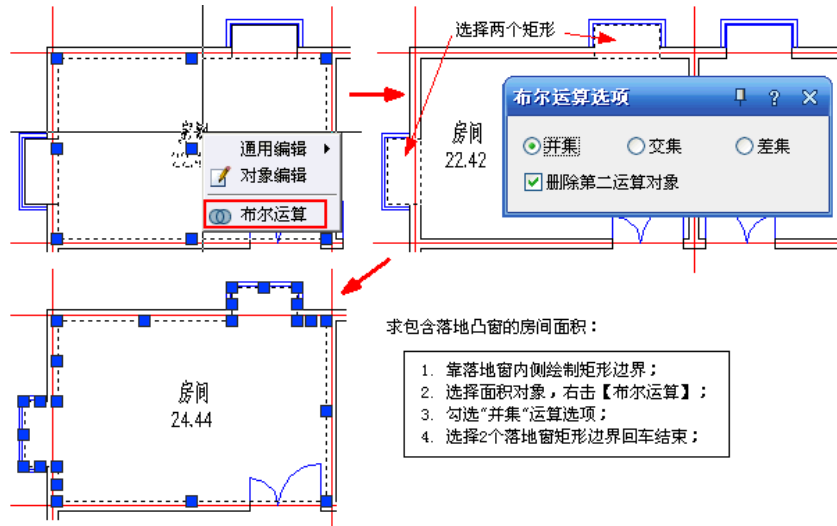 选择两个矩形
房间
通用编辑
对象编辑
布尔运算
房间
22.42
布尔运算选项
并集
交集
差集
删除第二运算对象
房间
24.44
求包含落地凸窗的房间面积：
1. 靠落地窗内侧绘制矩形边界；
2. 选择面积对象，右击【布尔运算】；
3. 勾选“并集”运算选项；
4. 选择2个落地窗矩形边界回车结束；